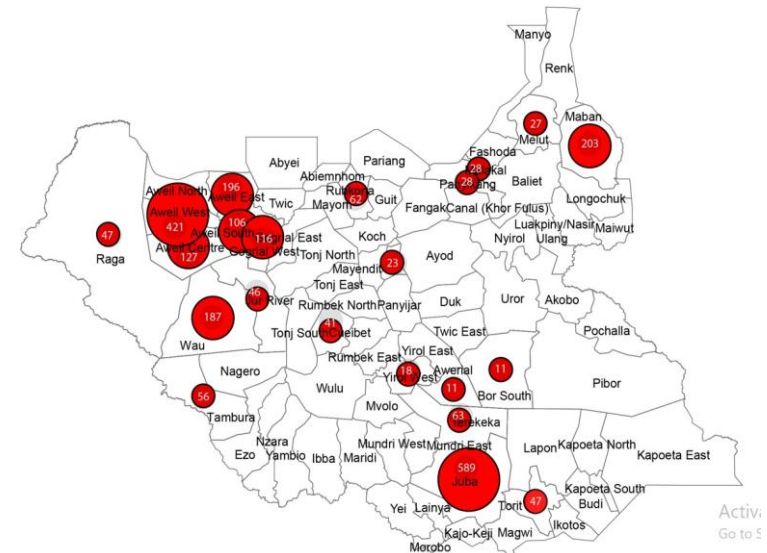 Manyo
Renk
Maban
27
Melut
203
Fashoda
28
kal
28
Baliet
Pariang
Abyei
Abiemnhom
Rubkona
62
Guit
Mayom
Twic
Fangak
Canal (Khor Fulus)
Longochuk
Luakpiny/Nasir
Maiwut
Ulang
Nyirol
Aweil North
196
Aweil East
Aweil West
421
106
Aweil South
116
Gogrial East
Gogrial West
Aweil Centre
127
47
Raga
Koch
Tonj North
Mayendit
23
Ayod
Tonj East
46
Jur River
Rumbek North
Panyijar
Duk
Uror
Akobo
187
Wau
41
Tonj South
Cueibet
Twic East
Pochalla
Rumbek East
Yirol East
18
Yirol West
Awerial
11
11
Bor South
Pibor
Nagero
Wulu
56
Tambura
Mvolo
63
Terekeka
Nzara
Ezo
Yambio
Ibba
Maridi
Mundri West
Mundri East
589
Juba
Lapon
Kapoeta North
Kapoeta East
Kapoeta South
Budi
Yei
Lainya
Torit
47
Ikotos
Kajo-Keji
Magwi
Morobo
Activa
Go to S